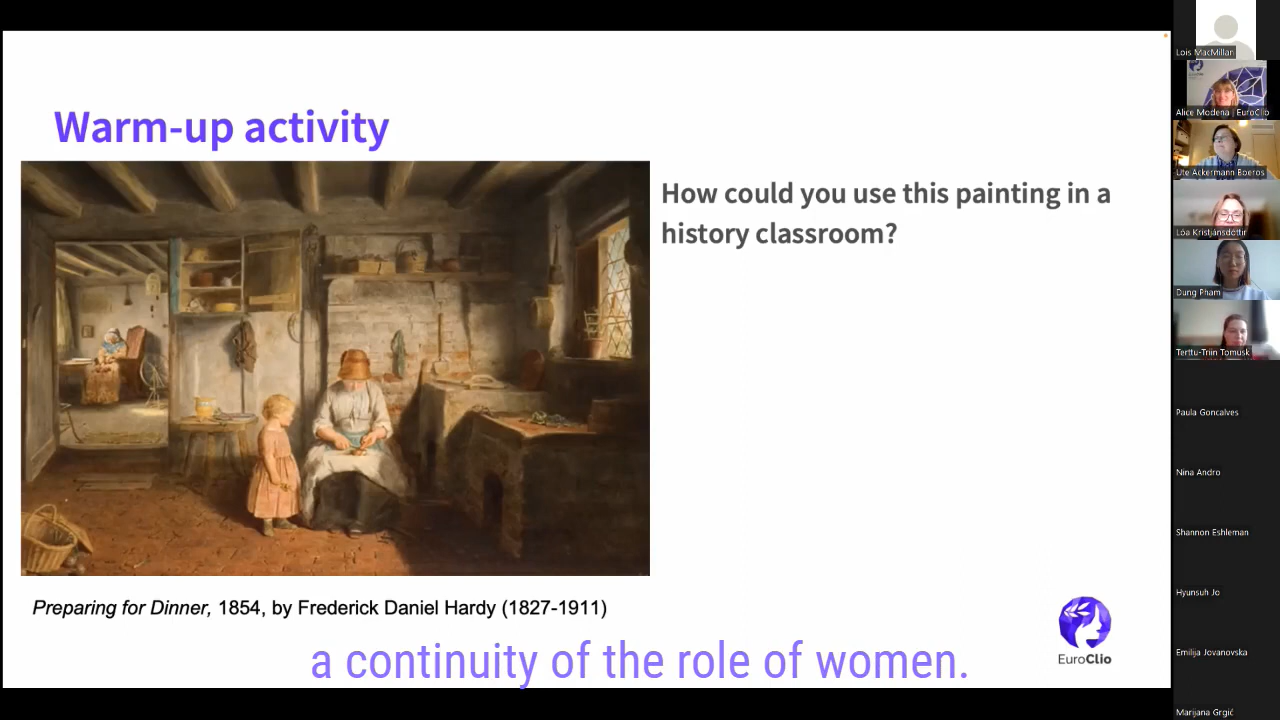 Warm-up activity
How could you use this painting in a
history classroom?
Preparing for Dinner, 1854, by Frederick Daniel Hardy (1827-1911)
EuroClio
a continuity of the role of women.
Lois MacMillan
Alice Modena | EuroClio
Ute Ackermann Boeros
Lóa Kristjánsdóttir
Dung Pham
Terttu-Triin Tomusk
Paula Goncalves
Nina Andro
Shannon Eshleman
Hyunsuh Jo
Emilija Jovanovska
Marijana Grgić